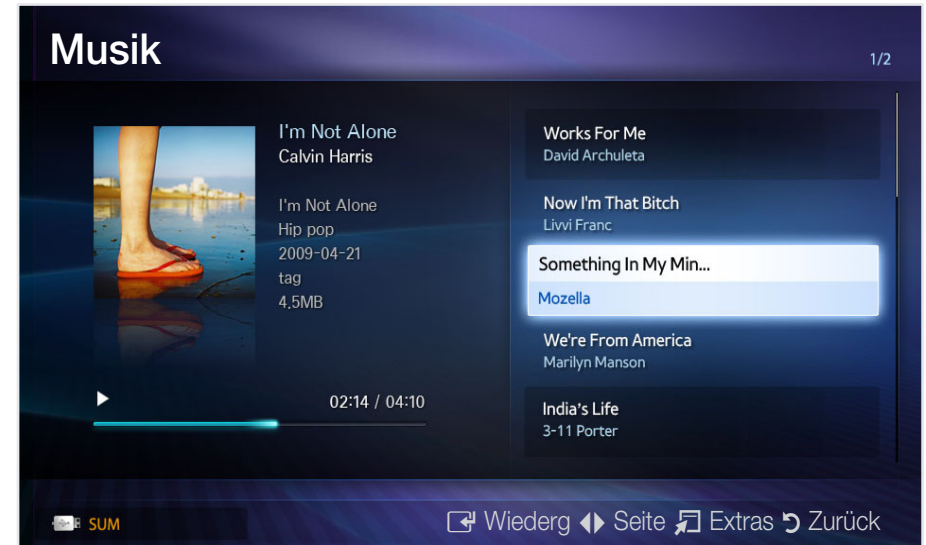 Musik
1/2
I'm Not Alone
Calvin Harris
I'm Not Alone
Hip pop
2009-04-21
tag
4,5MB
02:14 / 04:10
Works For Me
David Archuleta
Now I'm That Bitch
Livvi Franc
Something In My Min...
Mozella
We're From America
Marilyn Manson
India's Life
3-11 Porter
SUM
Wiederg Seite Extras Zurück